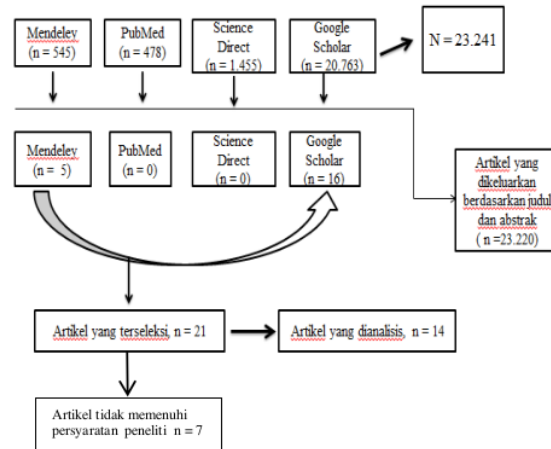 Mendeley
(n = 545)
PubMed
(n = 478)
Science
Direct
(n = 1.455)
Google
Scholar
(n = 20.763)
N = 23.241
Mendeley
(n = 5)
PubMed
(n = 0)
Science
Direct
(n = 0)
Google
Scholar
(n = 16)
Artikel yang
dikeluarkan
berdasarkan judul
dan abstrak
( n =23.220)
Artikel yang terseleksi, n = 21
Artikel yang dianalisis, n = 14
Artikel tidak memenuhi
persyaratan peneliti n = 7